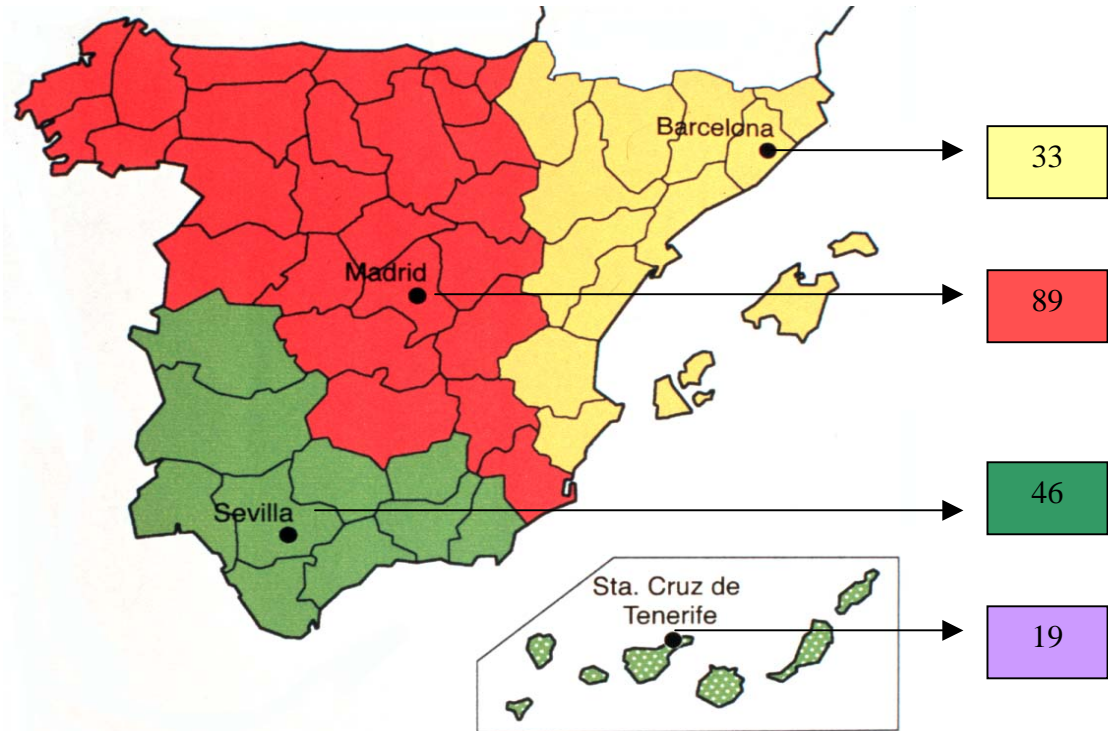 Barcelona
33
Madrid
89
Sevilla
46
Sta. Cruz de
Tenerife
19